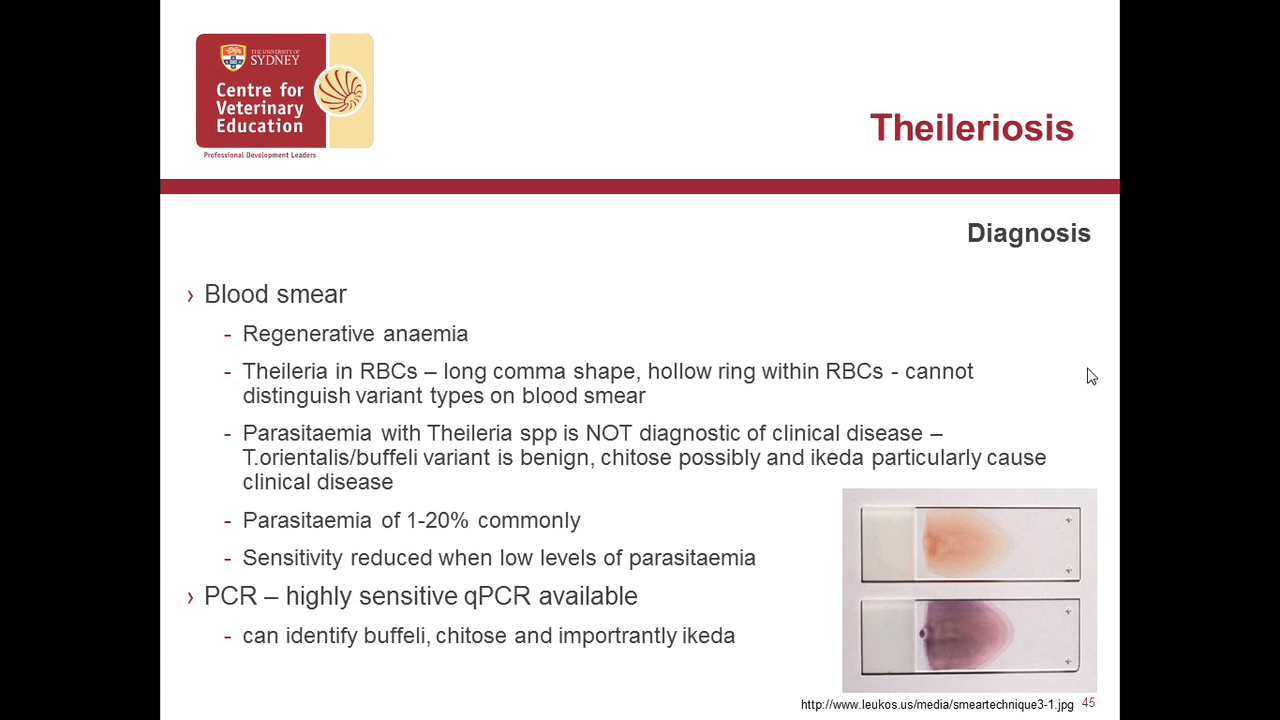 THE UNIVERSITY OF
SYDNEY
Centre for
Veterinary
Education
Professional Development Leaders
Theileriosis
Diagnosis
› Blood smear
- Regenerative anaemia
- Theileria in RBCs – long comma shape, hollow ring within RBCs - cannot
distinguish variant types on blood smear
- Parasitaemia with Theileria spp is NOT diagnostic of clinical disease –
T.orientalis/buffeli variant is benign, chitose possibly and ikeda particularly cause
clinical disease
- Parasitaemia of 1-20% commonly
- Sensitivity reduced when low levels of parasitaemia
› PCR – highly sensitive qPCR available
- can identify buffeli, chitose and importrantly ikeda
http://www.leukos.us/media/smeartechnique3-1.jpg 45